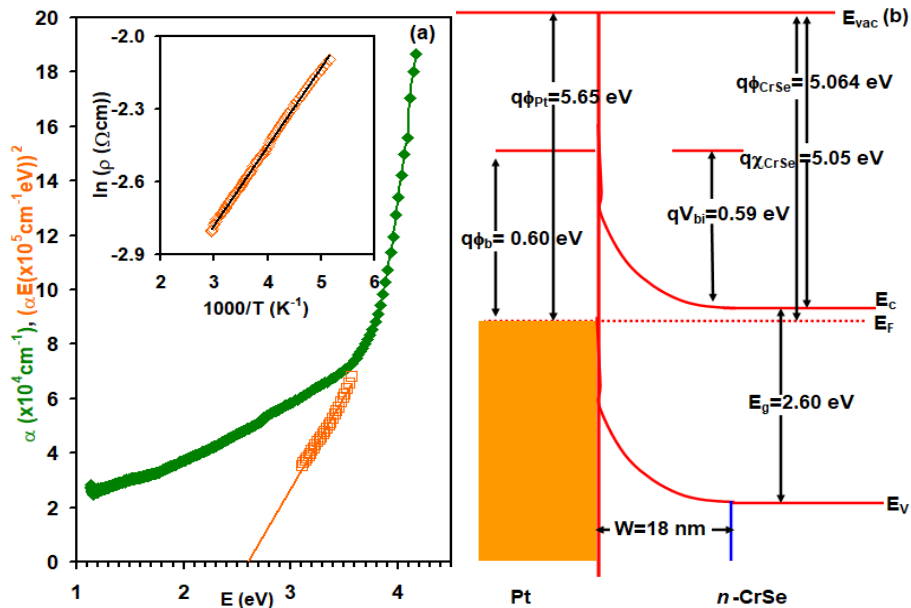 (a)
20
18
16
14
12
10
8
6
4
2
0
α (x10⁴cm⁻¹), (αE(x10⁵cm⁻¹eV))²
1
2
3
4
E (eV)
-2.0
-2.3
-2.6
-2.9
ln (ρ (Ωcm))
1
2
3
4
5
6
1000/T (K⁻¹)
(b)
E_vac
qϕ_Pt=5.65 eV
qϕ_CrSe = 5.064 eV
qχ_CrSe=5.05 eV
qϕ_b= 0.60 eV
qV_bi=0.59 eV
E_c
E_F
E_g=2.60 eV
E_V
W=18 nm
Pt
n-CrSe